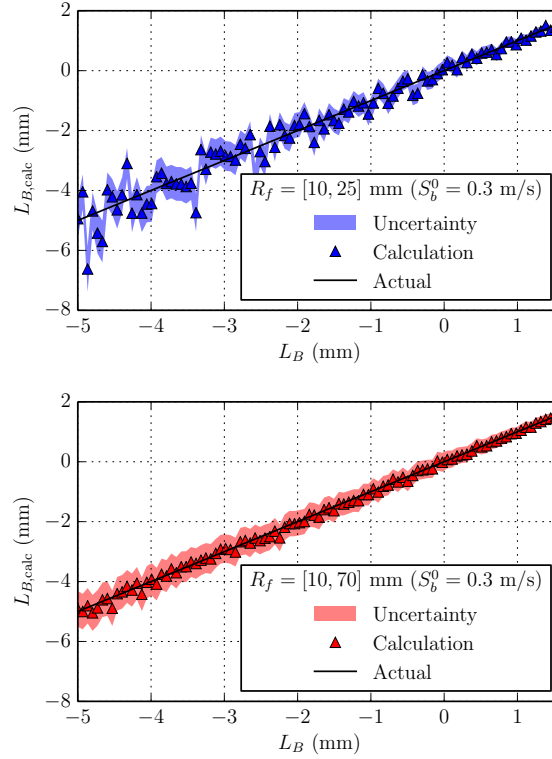 2
0
−2
−4
−6
−8
L_{B,calc} (mm)
R_f = [10, 25] mm (S_b^0 = 0.3 m/s)
Uncertainty
Calculation
Actual
−5 −4 −3 −2 −1 0 1
L_B (mm)
2
0
−2
−4
−6
−8
L_{B,calc} (mm)
R_f = [10, 70] mm (S_b^0 = 0.3 m/s)
Uncertainty
Calculation
Actual
−5 −4 −3 −2 −1 0 1
L_B (mm)